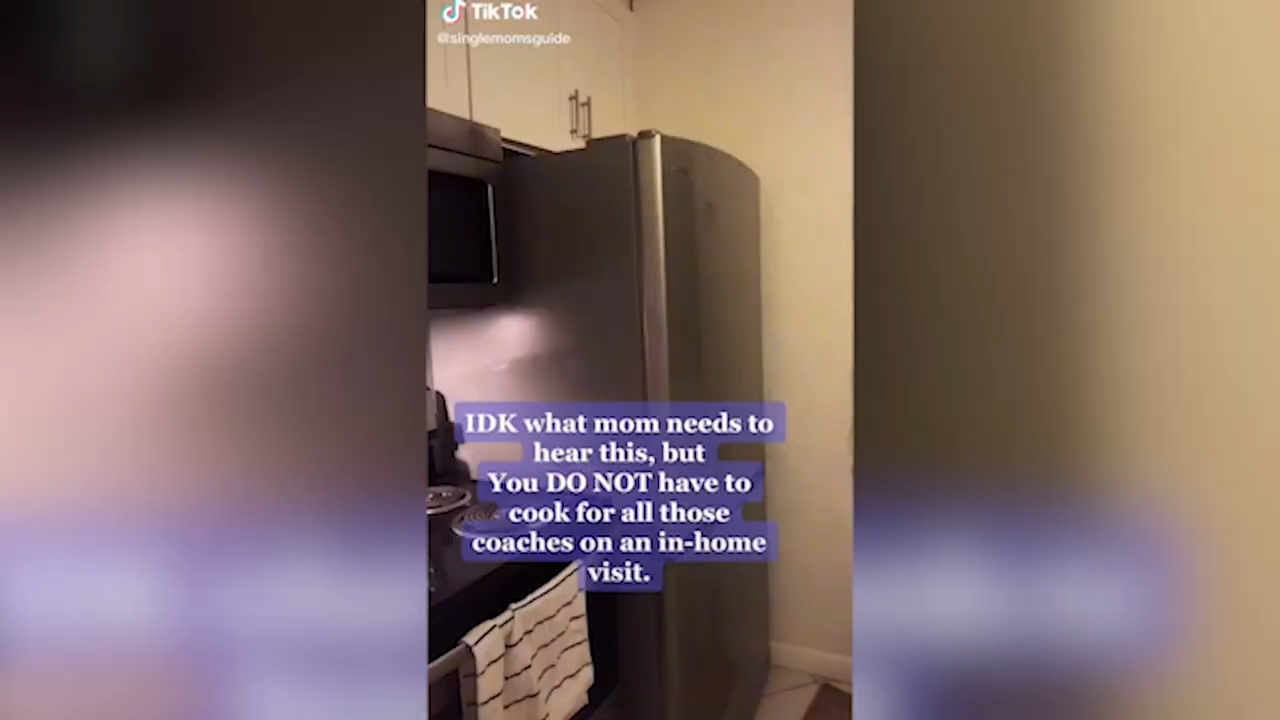 TikTok
@singlemomsguide
IDK what mom needs to
hear this, but
You DO NOT have to
cook for all those
coaches on an in-home
visit.